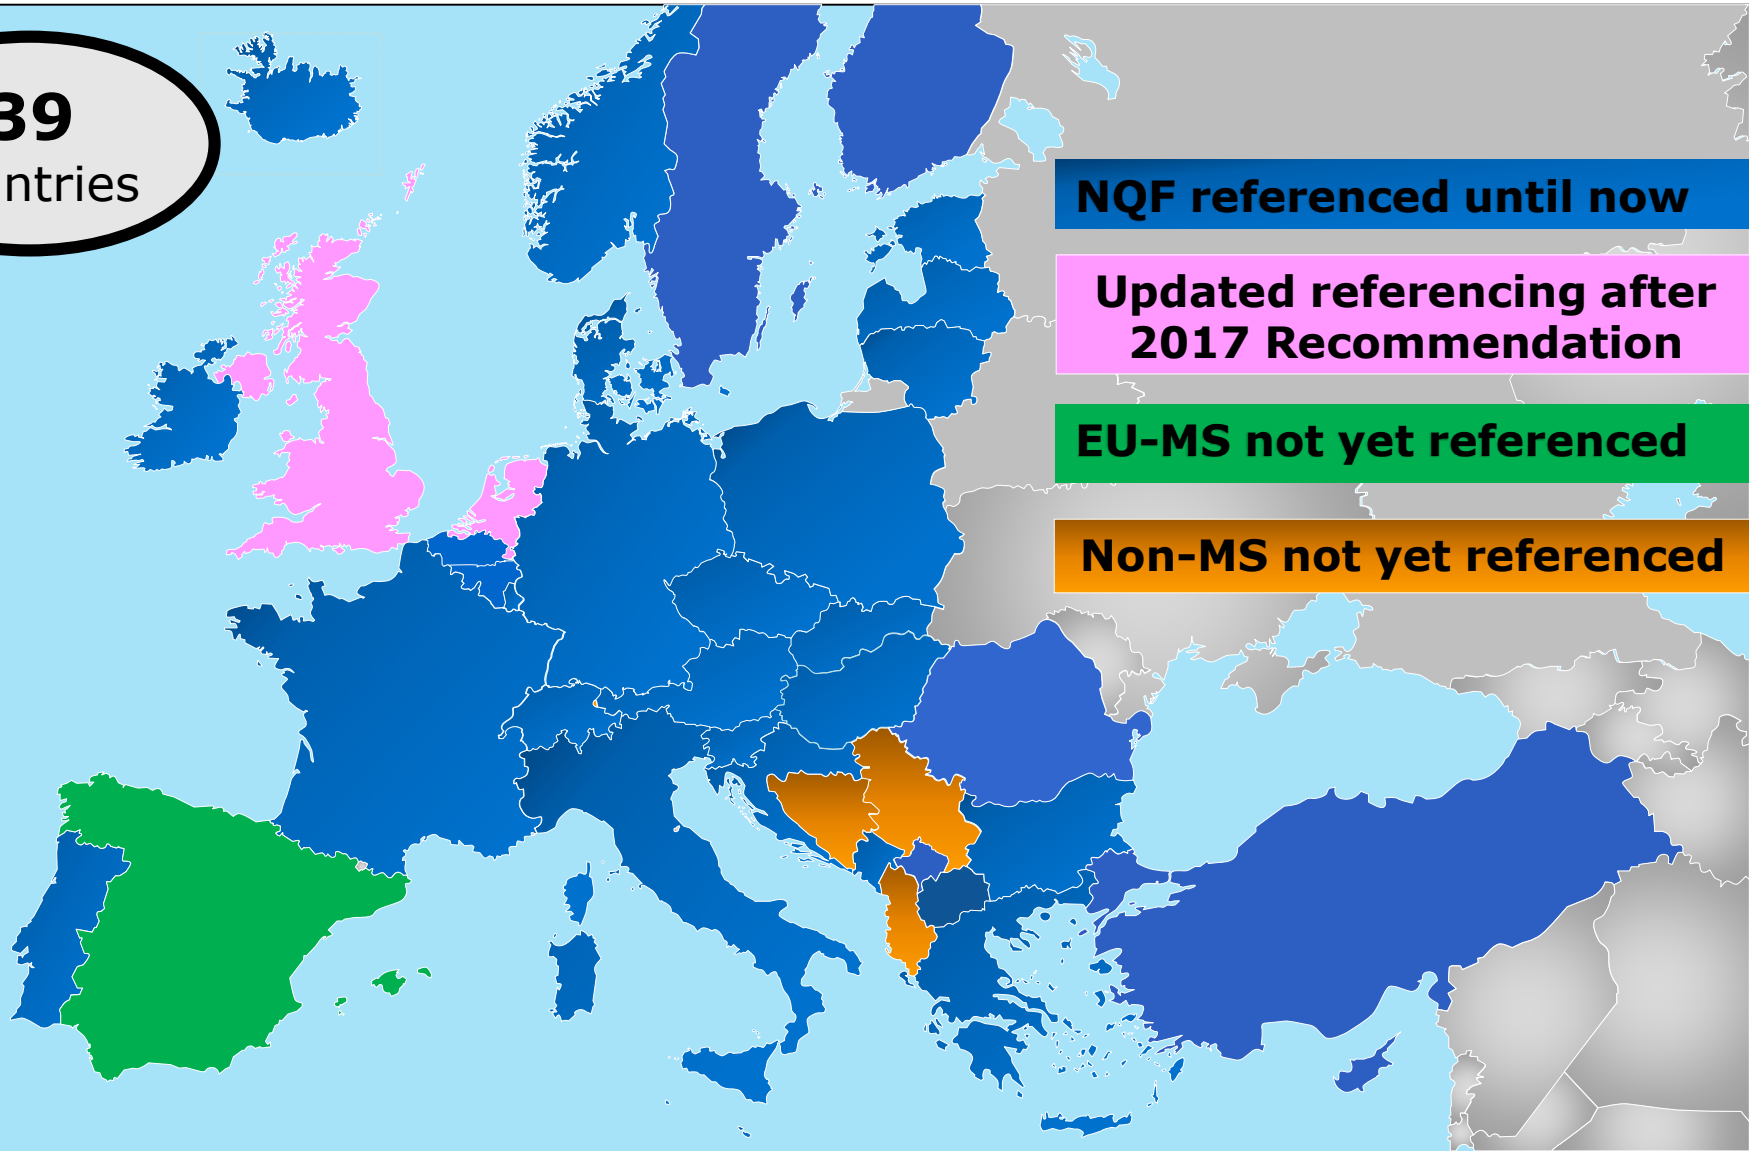 39
ntries
NQF referenced until now
Updated referencing after
2017 Recommendation
EU-MS not yet referenced
Non-MS not yet referenced